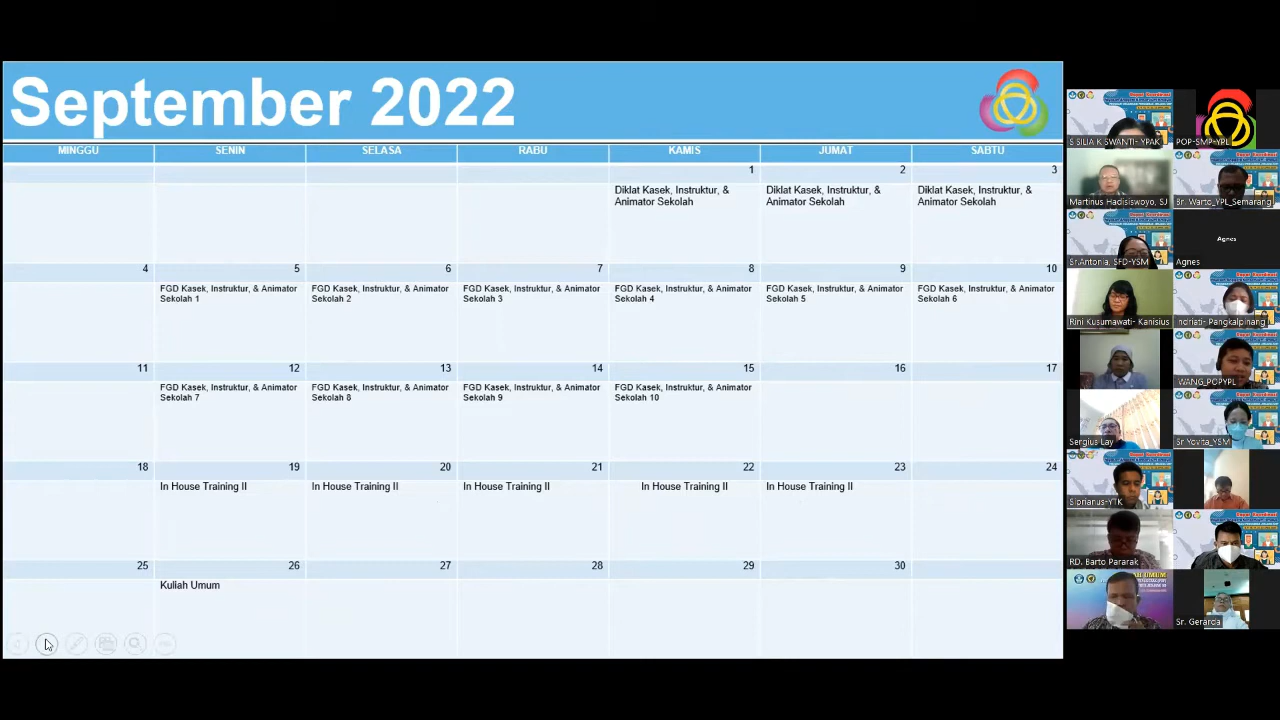 September 2022
MINGGU SENIN SELASA RABU KAMIS JUMAT SABTU
1 2 3
Diklat Kasek, Instruktur, & Diklat Kasek, Instruktur, & Diklat Kasek, Instruktur, &
Animator Sekolah Animator Sekolah Animator Sekolah
4 5 6 7 8 9 10
FGD Kasek, Instruktur, & Animator FGD Kasek, Instruktur, & Animator FGD Kasek, Instruktur, & Animator FGD Kasek, Instruktur, & Animator FGD Kasek, Instruktur, & Animator FGD Kasek, Instruktur, & Animator
Sekolah 1 Sekolah 2 Sekolah 3 Sekolah 4 Sekolah 5 Sekolah 6
11 12 13 14 15 16 17
FGD Kasek, Instruktur, & Animator FGD Kasek, Instruktur, & Animator FGD Kasek, Instruktur, & Animator FGD Kasek, Instruktur, & Animator
Sekolah 7 Sekolah 8 Sekolah 9 Sekolah 10
18 19 20 21 22 23 24
In House Training II In House Training II In House Training II In House Training II In House Training II
25 26 27 28 29 30
Kuliah Umum
S SILIA K SWANTI- YPAK POP-SMP-YPL
Martinus Hadisiswoyo, SJ Br. Warto_YPL_Semarang
Agnes
Sr.Antonia, SFD-YSM Agnes
Rini Kusumawati- Kanisius ndriati- Pangkalpinang
WANG_POPYPL
Sergius Lay Sr Yovita_YSM
Siprianus-YTK
RD. Barto Pararak
Sr. Gerarda